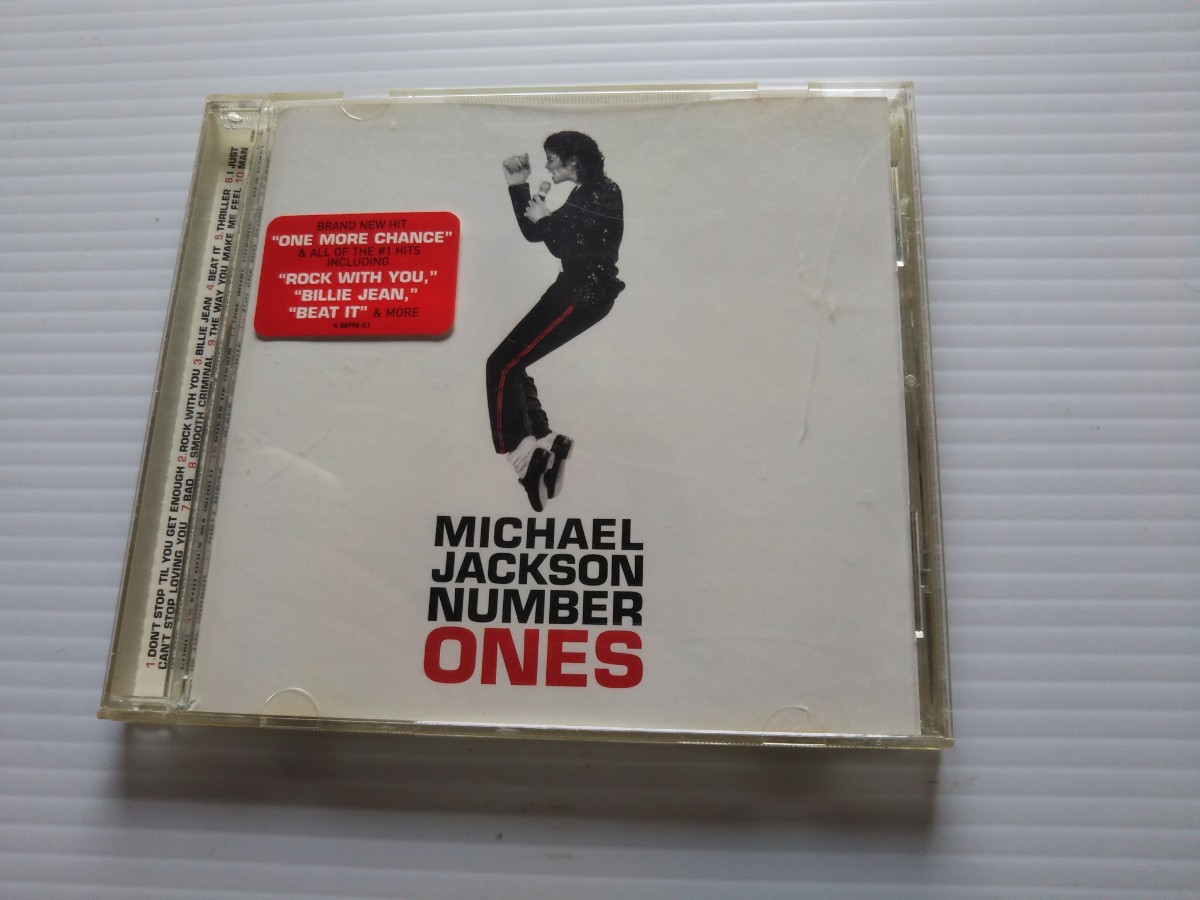 BRAND NEW HIT
"ONE MORE CHANCE"
& ALL OF THE #1 HITS
INCLUDING
"ROCK WITH YOU,"
"BILLIE JEAN,"
"BEAT IT" & MORE
MICHAEL
JACKSON
NUMBER
ONES
1.DON'T STOP 'TIL YOU GET ENOUGH 2.ROCK WITH YOU 3.BILLIE JEAN 4.BEAT IT 5.THRILLER 6.I JUST
CAN'T STOP LOVING YOU 7 BAD 8 SMOOTH CRIMINAL 9 THE WAY YOU MAKE ME FEEL 10 MAN